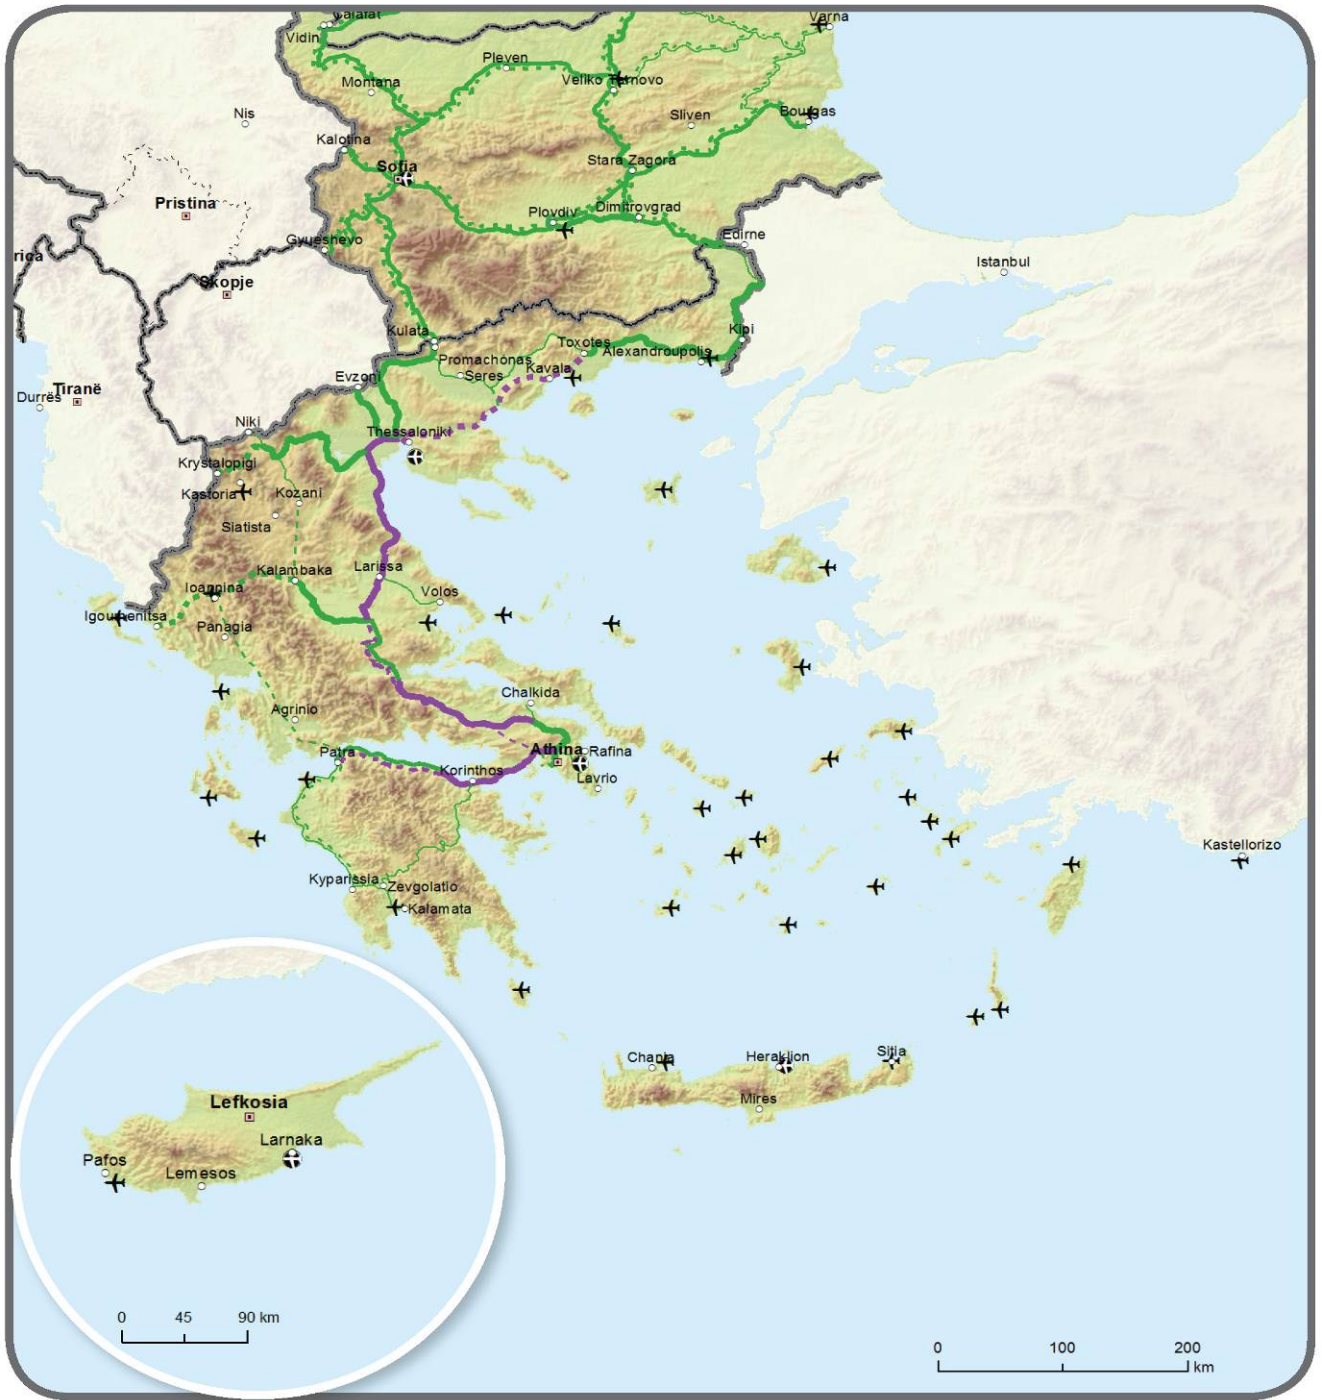 Calafat
Varna
Vidin
Pleven
Montana
Veliko Tarnovo
Nis
Sliven
Bourgas
Kalotina
Sofia
Stara Zagora
Pristina
Plovdiv
Dimitrovgrad
Gyueshevo
Edirne
rica
Istanbul
Skopje
Kulata
Kipi
Toxotes
Promachonas
Alexandroupolis
Kavala
Seres
Evzoni
Tiranë
Durrës
Niki
Thessaloniki
Krystalopigi
Kastoria
Kozani
Siatista
Kalambaka
Larissa
Ioannina
Volos
Igoumenitsa
Panagia
Chalkida
Agrinio
Patra
Athina
Rafina
Korinthos
Lavrio
Kastellorizo
Kyparissia
Zevgolatio
Kalamata
Chania
Heraklion
Sitia
Mires
Lefkosia
Larnaka
Pafos
Lemesos
0 45 90 km
0 100 200
km